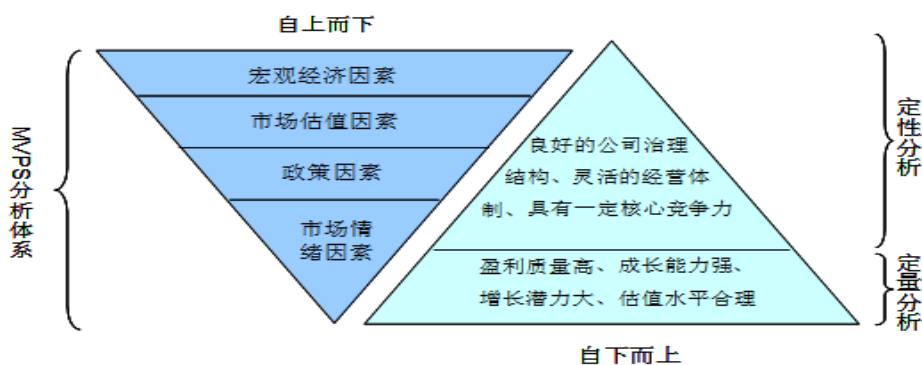 自上而下
MVPS分析体系
宏观经济因素
市场估值因素
政策因素
市场情
绪因素
良好的公司治理
结构、灵活的经营体
制、具有一定核心竞争力
盈利质量高、成长能力强、
增长潜力大、估值水平合理
定性分析
定量分析
自下而上